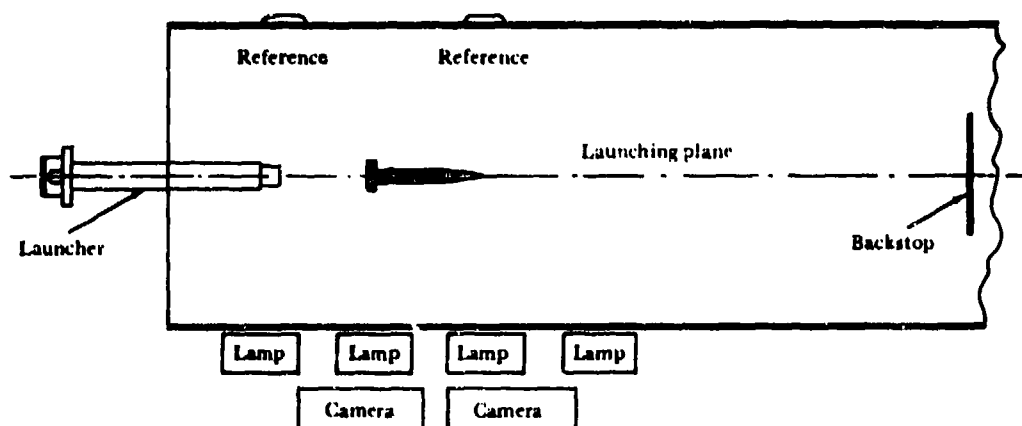 Reference
Reference
Launching plane
Launcher
Backstop
Lamp
Lamp
Lamp
Lamp
Camera
Camera